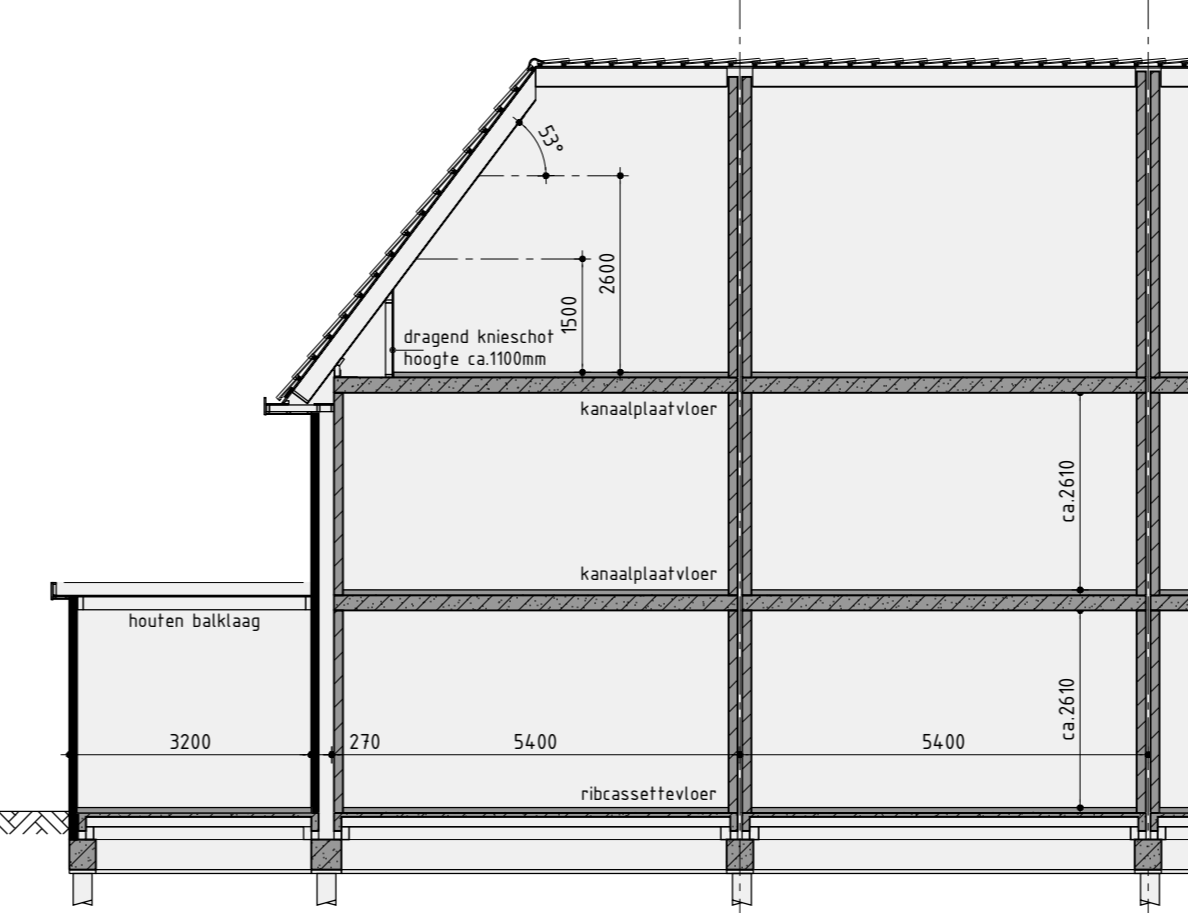 53°
2600
1500
dragend knieschot
hoogte ca.1100mm
kanaalplaatvloer
ca.2610
kanaalplaatvloer
houten balklaag
ca.2610
3200
270
5400
5400
ribcassettevloer